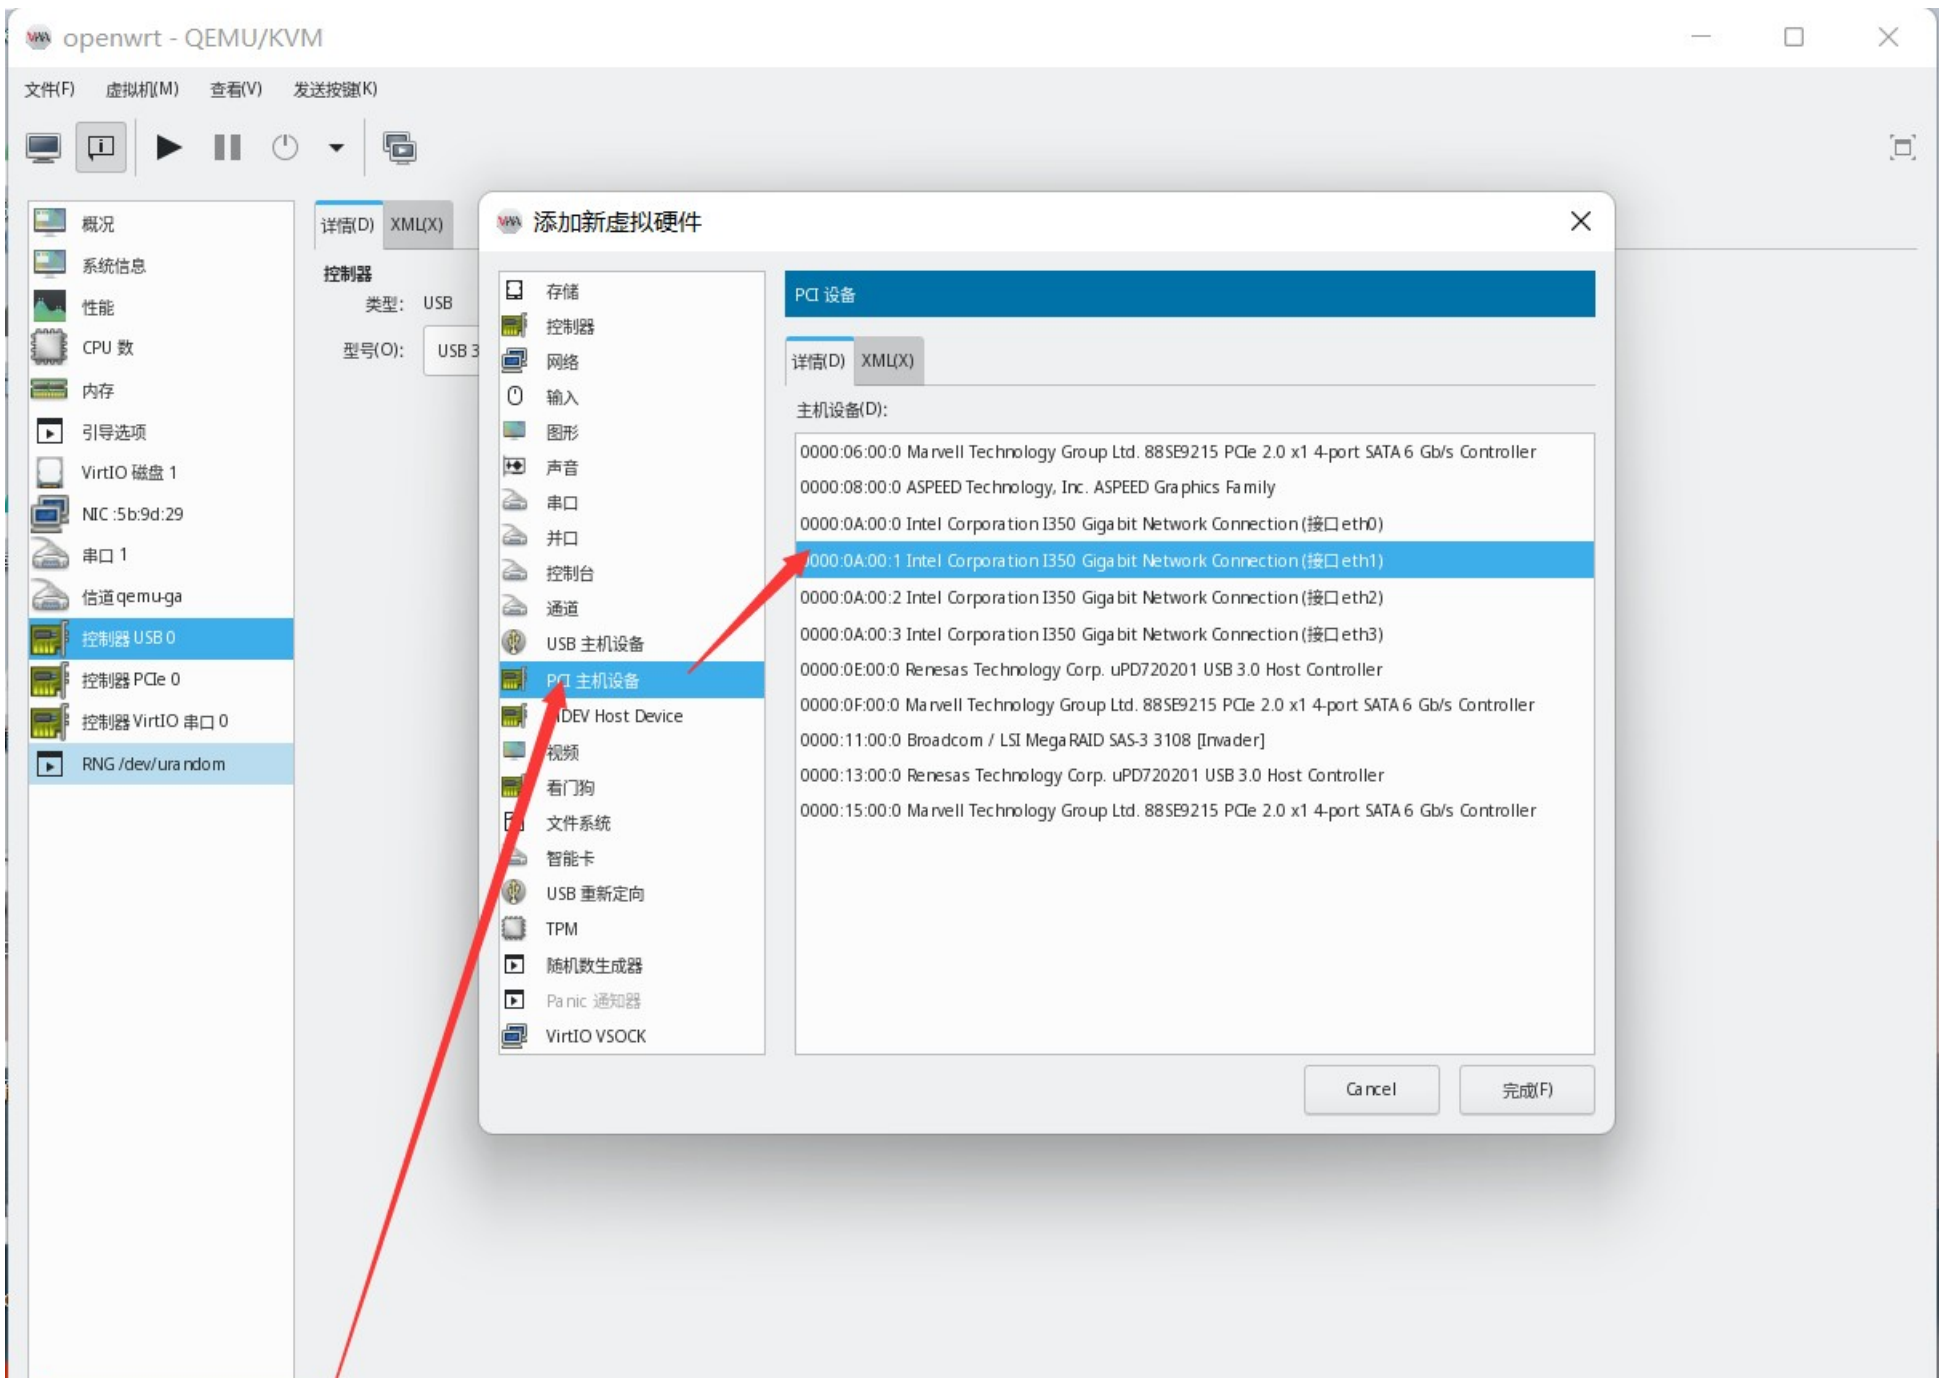 openwrt - QEMU/KVM
文件(F) 虚拟机(M) 查看(V) 发送按键(K)
概况
系统信息
性能
CPU 数
内存
引导选项
VirtIO 磁盘 1
NIC :5b:9d:29
串口 1
信道 qemu-ga
控制器 USB 0
控制器 PCIe 0
控制器 VirtIO 串口 0
RNG /dev/urandom
详情(D) XML(X)
控制器
类型: USB
型号(O): USB 3
添加新虚拟硬件
存储
控制器
网络
输入
图形
声音
串口
并口
控制台
通道
USB 主机设备
PCI 主机设备
DEV Host Device
视频
看门狗
文件系统
智能卡
USB 重新定向
TPM
随机数生成器
Panic 通知器
VirtIO VSOCK
PCI 设备
详情(D) XML(X)
主机设备(D):
0000:06:00:0 Marvell Technology Group Ltd. 88SE9215 PCIe 2.0 x1 4-port SATA 6 Gb/s Controller
0000:08:00:0 ASPEED Technology, Inc. ASPEED Graphics Family
0000:0A:00:0 Intel Corporation I350 Gigabit Network Connection (接口 eth0)
0000:0A:00:1 Intel Corporation I350 Gigabit Network Connection (接口 eth1)
0000:0A:00:2 Intel Corporation I350 Gigabit Network Connection (接口 eth2)
0000:0A:00:3 Intel Corporation I350 Gigabit Network Connection (接口 eth3)
0000:0E:00:0 Renesas Technology Corp. uPD720201 USB 3.0 Host Controller
0000:0F:00:0 Marvell Technology Group Ltd. 88SE9215 PCIe 2.0 x1 4-port SATA 6 Gb/s Controller
0000:11:00:0 Broadcom / LSI MegaRAID SAS-3 3108 [Invader]
0000:13:00:0 Renesas Technology Corp. uPD720201 USB 3.0 Host Controller
0000:15:00:0 Marvell Technology Group Ltd. 88SE9215 PCIe 2.0 x1 4-port SATA 6 Gb/s Controller
Cancel 完成(F)